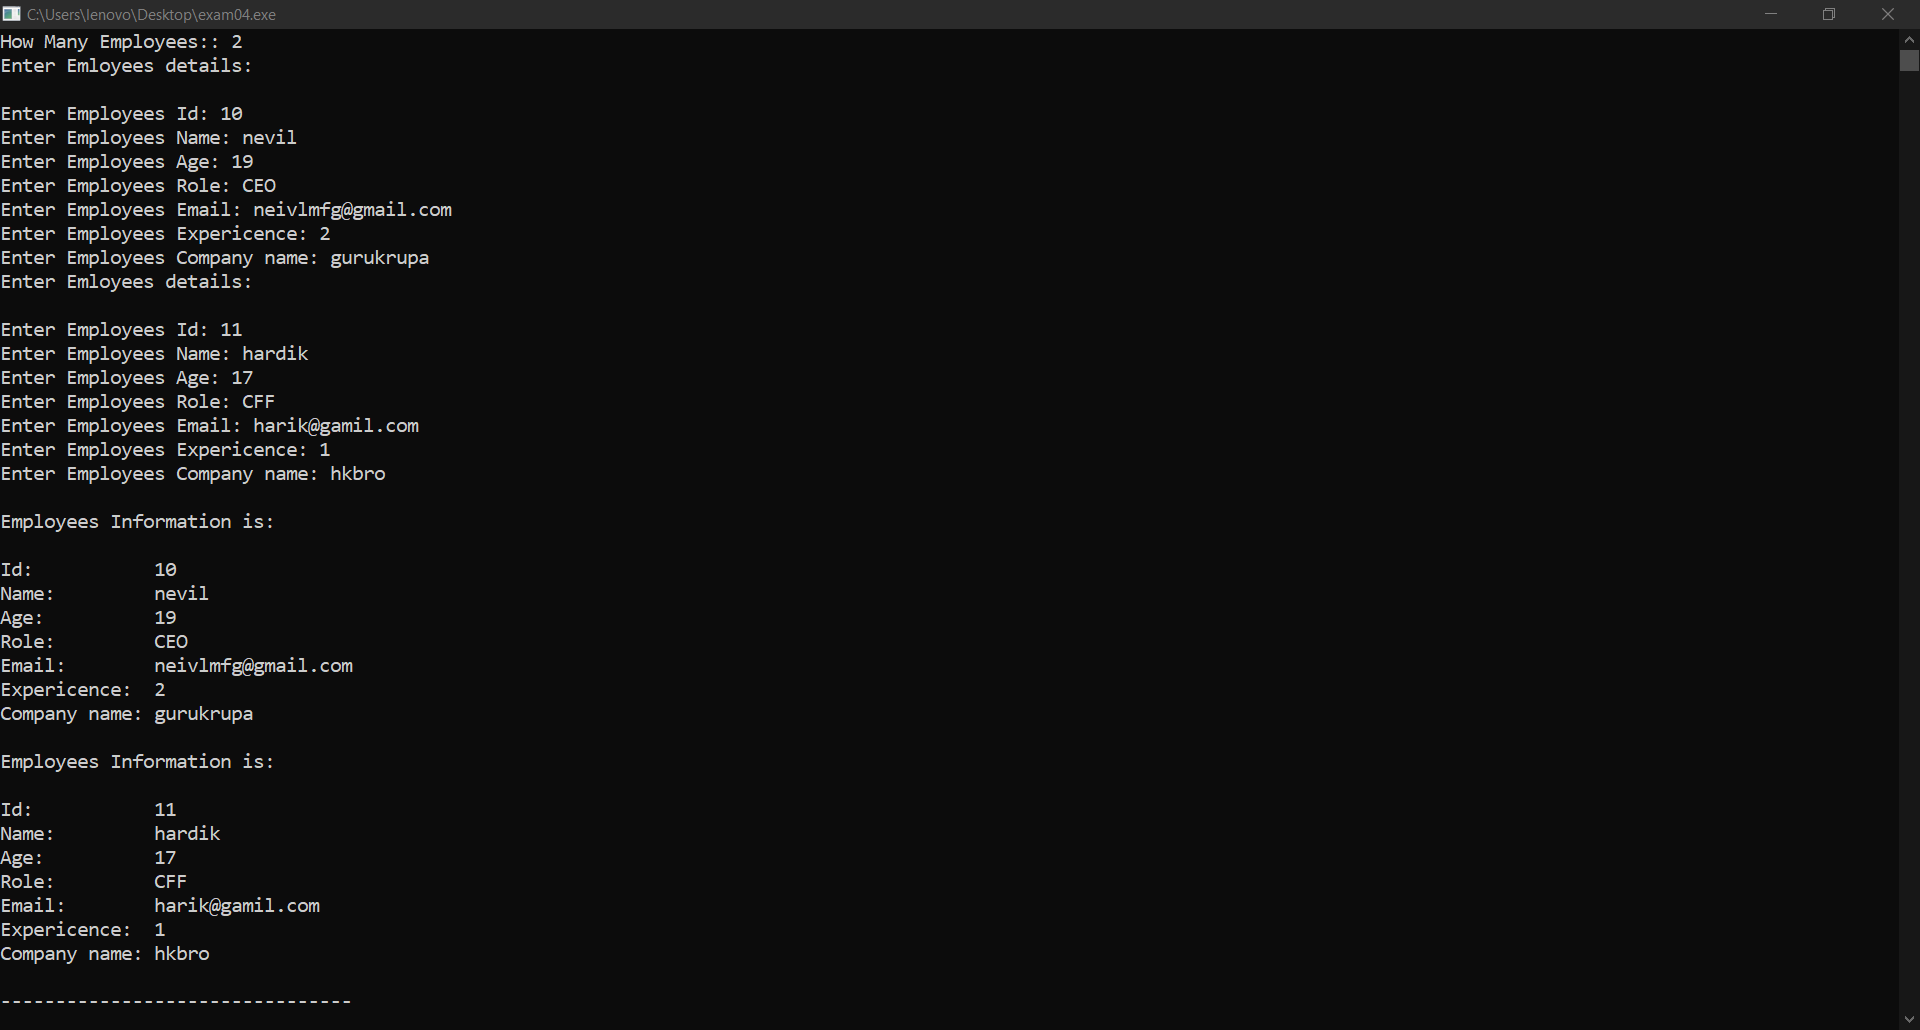 C:\Users\lenovo\Desktop\exam04.exe
How Many Employees:: 2
Enter Emloyees details:

Enter Employees Id: 10
Enter Employees Name: nevil
Enter Employees Age: 19
Enter Employees Role: CEO
Enter Employees Email: neivlmfg@gmail.com
Enter Employees Expericence: 2
Enter Employees Company name: gurukrupa
Enter Emloyees details:

Enter Employees Id: 11
Enter Employees Name: hardik
Enter Employees Age: 17
Enter Employees Role: CFF
Enter Employees Email: harik@gamil.com
Enter Employees Expericence: 1
Enter Employees Company name: hkbro

Employees Information is:

Id:           10
Name:         nevil
Age:          19
Role:         CEO
Email:        neivlmfg@gmail.com
Expericence:  2
Company name: gurukrupa

Employees Information is:

Id:           11
Name:         hardik
Age:          17
Role:         CFF
Email:        harik@gamil.com
Expericence:  1
Company name: hkbro

--------------------------------